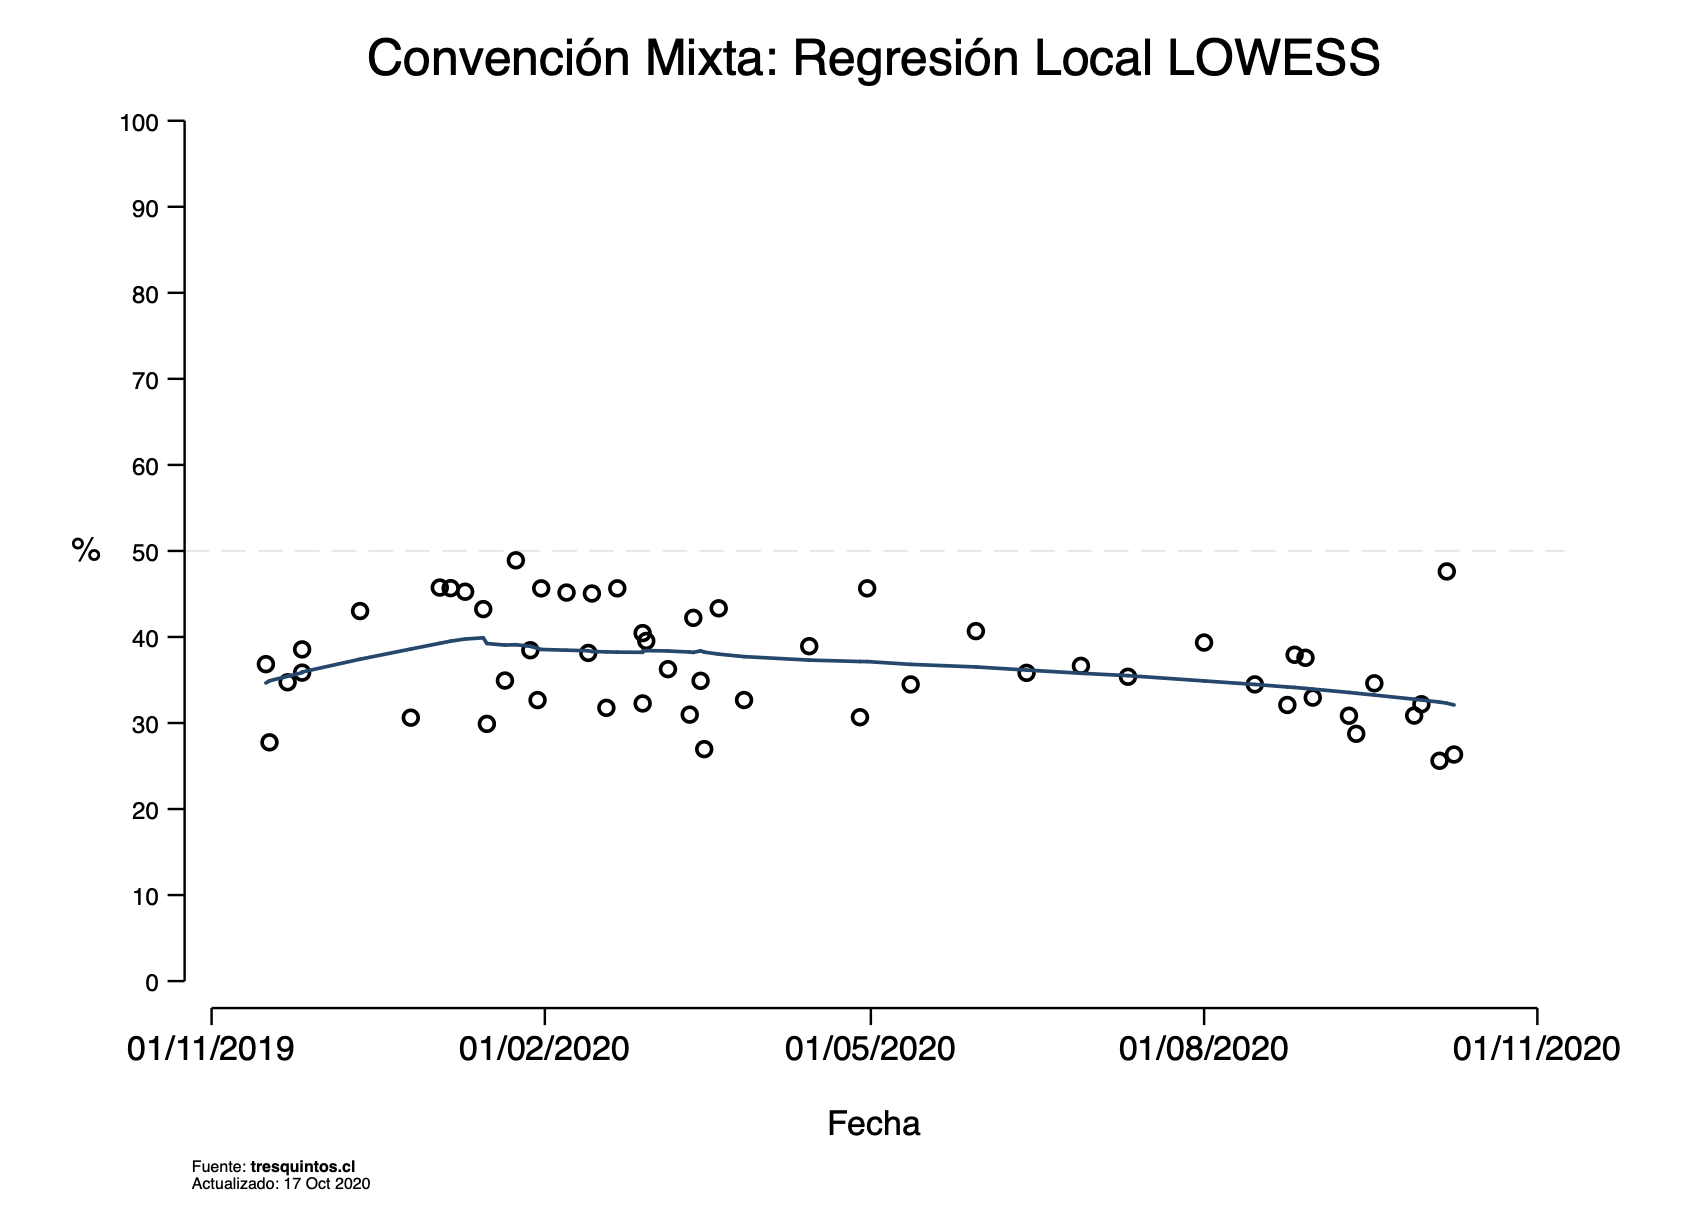 Convención Mixta: Regresión Local LOWESS
100
90
80
70
60
50
40
30
20
10
0
%
01/11/2019 01/02/2020 01/05/2020 01/08/2020 01/11/2020
Fecha
Fuente: tresquintos.cl
Actualizado: 17 Oct 2020